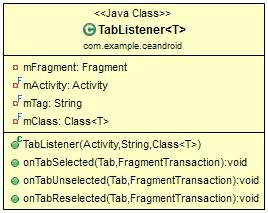 <<Java Class>>
C TabListener<T>
com.example.ceandroid
F mFragment: Fragment
F mActivity: Activity
F mTag: String
F mClass: Class<T>
C TabListener(Activity,String,Class<T>)
onTabSelected(Tab,FragmentTransaction):void
onTabUnselected(Tab,FragmentTransaction):void
onTabReselected(Tab,FragmentTransaction):void